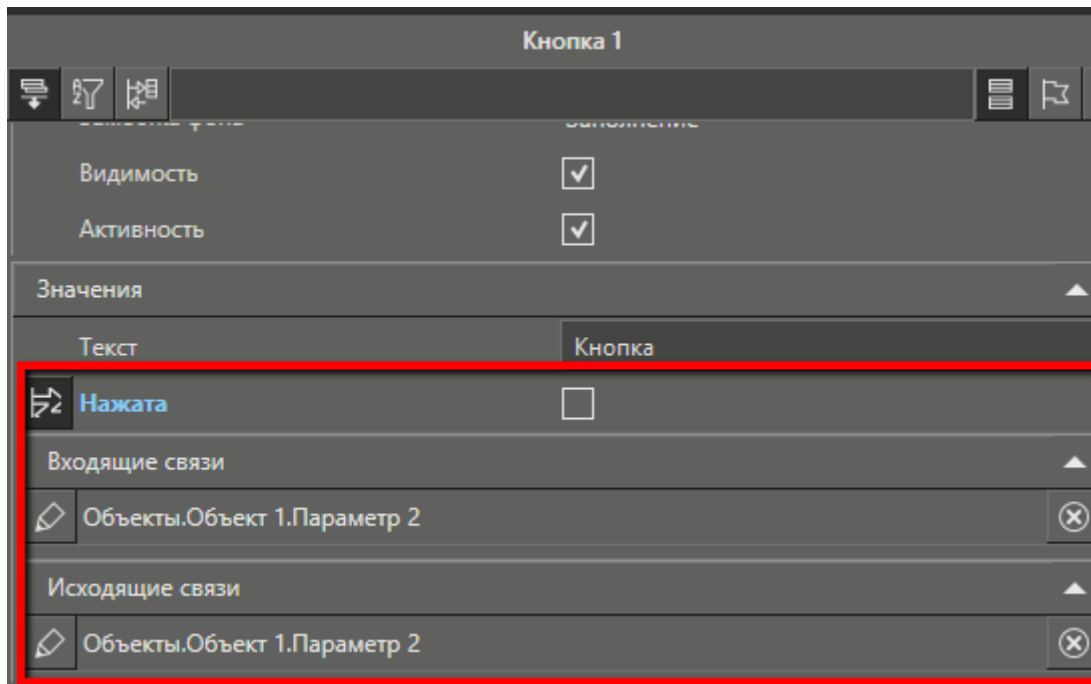 Кнопка 1
Видимость
Активность
Значения
Текст Кнопка
Нажата
Входящие связи
Объекты.Объект 1.Параметр 2
Исходящие связи
Объекты.Объект 1.Параметр 2